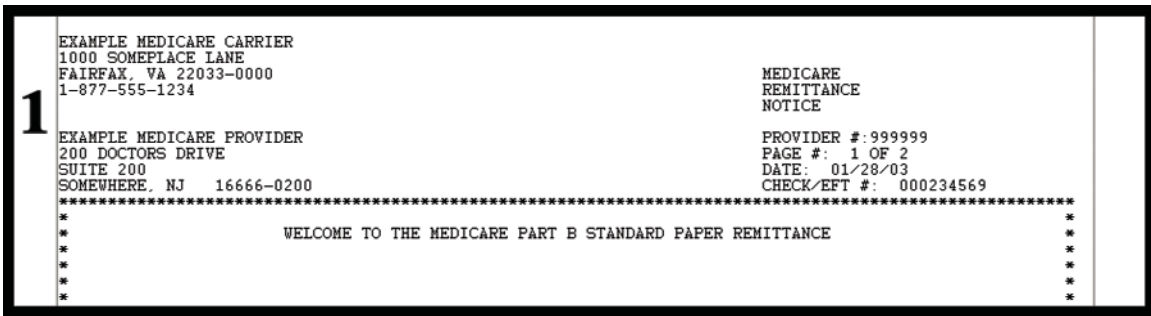 EXAMPLE MEDICARE CARRIER
1000 SOMEPLACE LANE
FAIRFAX, VA 22033-0000
1-877-555-1234
MEDICARE
REMITTANCE
NOTICE
1
EXAMPLE MEDICARE PROVIDER
200 DOCTORS DRIVE
SUITE 200
SOMEWHERE, NJ 16666-0200
PROVIDER #:999999
PAGE #: 1 OF 2
DATE: 01/28/03
CHECK/EFT #: 000234569
WELCOME TO THE MEDICARE PART B STANDARD PAPER REMITTANCE